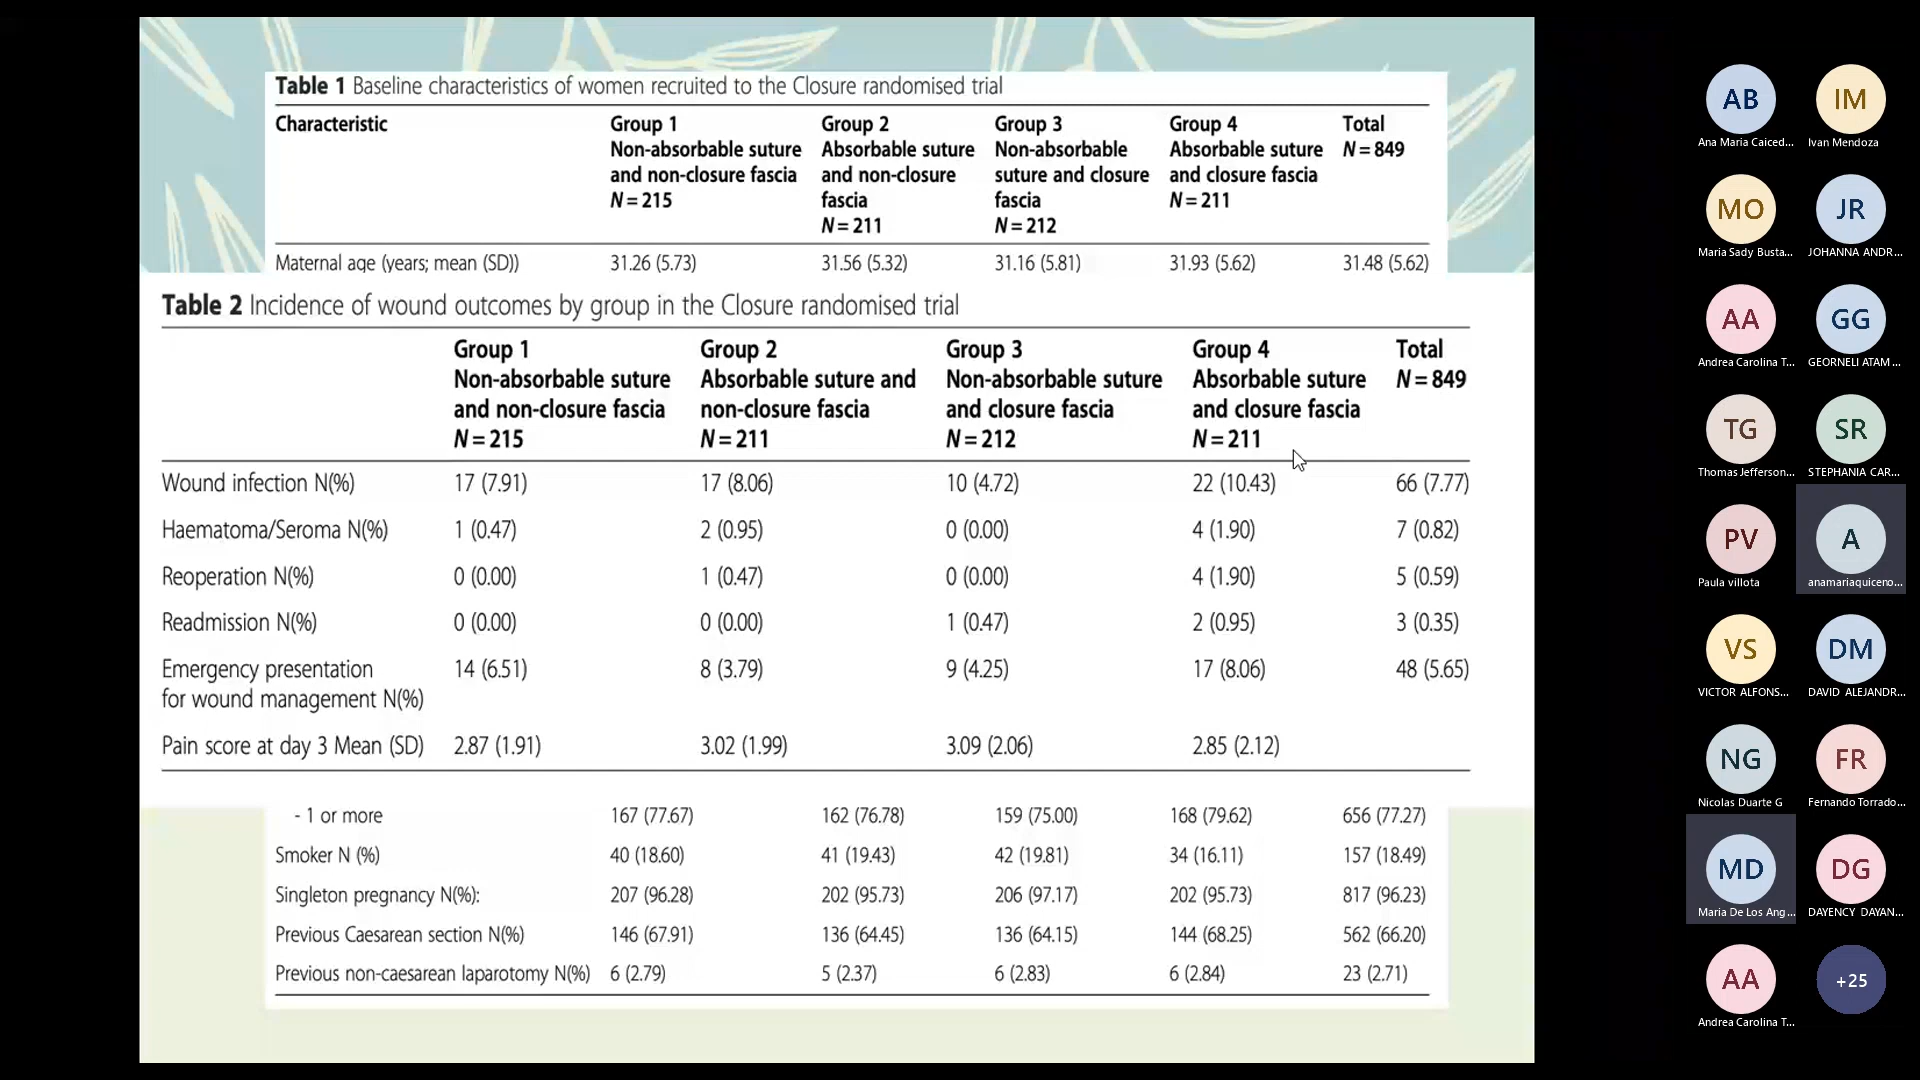 Table 1 Baseline characteristics of women recruited to the Closure randomised trial
Characteristic Group 1 Group 2 Group 3 Group 4 Total
Non-absorbable suture Absorbable suture Non-absorbable Absorbable suture N = 849
and non-closure fascia and non-closure suture and closure and closure fascia
N = 215 fascia fascia N = 211
N = 211 N = 212
Maternal age (years; mean (SD)) 31.26 (5.73) 31.56 (5.32) 31.16 (5.81) 31.93 (5.62) 31.48 (5.62)
Table 2 Incidence of wound outcomes by group in the Closure randomised trial
Group 1 Group 2 Group 3 Group 4 Total
Non-absorbable suture Absorbable suture and Non-absorbable suture Absorbable suture N = 849
and non-closure fascia non-closure fascia and closure fascia and closure fascia
N = 215 N = 211 N = 212 N = 211
Wound infection N(%) 17 (7.91) 17 (8.06) 10 (4.72) 22 (10.43) 66 (7.77)
Haematoma/Seroma N(%) 1 (0.47) 2 (0.95) 0 (0.00) 4 (1.90) 7 (0.82)
Reoperation N(%) 0 (0.00) 1 (0.47) 0 (0.00) 4 (1.90) 5 (0.59)
Readmission N(%) 0 (0.00) 0 (0.00) 1 (0.47) 2 (0.95) 3 (0.35)
Emergency presentation 14 (6.51) 8 (3.79) 9 (4.25) 17 (8.06) 48 (5.65)
for wound management N(%)
Pain score at day 3 Mean (SD) 2.87 (1.91) 3.02 (1.99) 3.09 (2.06) 2.85 (2.12)
- 1 or more 167 (77.67) 162 (76.78) 159 (75.00) 168 (79.62) 656 (77.27)
Smoker N (%) 40 (18.60) 41 (19.43) 42 (19.81) 34 (16.11) 157 (18.49)
Singleton pregnancy N(%): 207 (96.28) 202 (95.73) 206 (97.17) 202 (95.73) 817 (96.23)
Previous Caesarean section N(%) 146 (67.91) 136 (64.45) 136 (64.15) 144 (68.25) 562 (66.20)
Previous non-caesarean laparotomy N(%) 6 (2.79) 5 (2.37) 6 (2.83) 6 (2.84) 23 (2.71)
AB IM
Ana Maria Caiced... Ivan Mendoza
MO JR
Maria Sady Busta... JOHANNA ANDR...
AA GG
Andrea Carolina T... GEORNELI ATAM ...
TG SR
Thomas Jefferson... STEPHANIA CAR...
PV A
Paula villota anamariaquiceno...
VS DM
VICTOR ALFONS... DAVID ALEJANDR...
NG FR
Nicolas Duarte G Fernando Torrado...
MD DG
Maria De Los Ang... DAYENCY DAYAN...
AA +25
Andrea Carolina T...